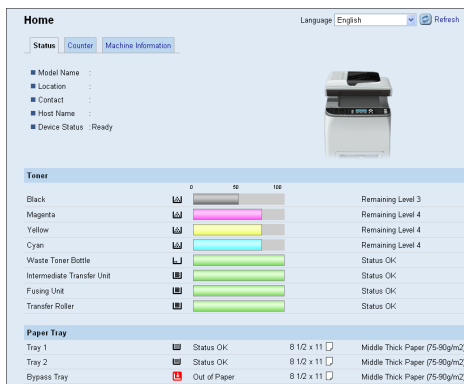 Home
Language English Refresh
Status Counter Machine Information
Model Name :
Location :
Contact :
Host Name :
Device Status : Ready
Toner
0 50 100
Black Remaining Level 3
Magenta Remaining Level 4
Yellow Remaining Level 4
Cyan Remaining Level 4
Waste Toner Bottle Status OK
Intermediate Transfer Unit Status OK
Fusing Unit Status OK
Transfer Roller Status OK
Paper Tray
Tray 1 Status OK 8 1/2 x 11 Middle Thick Paper (75-90g/m2)
Tray 2 Status OK 8 1/2 x 11 Middle Thick Paper (75-90g/m2)
Bypass Tray Out of Paper 8 1/2 x 11 Middle Thick Paper (75-90g/m2)